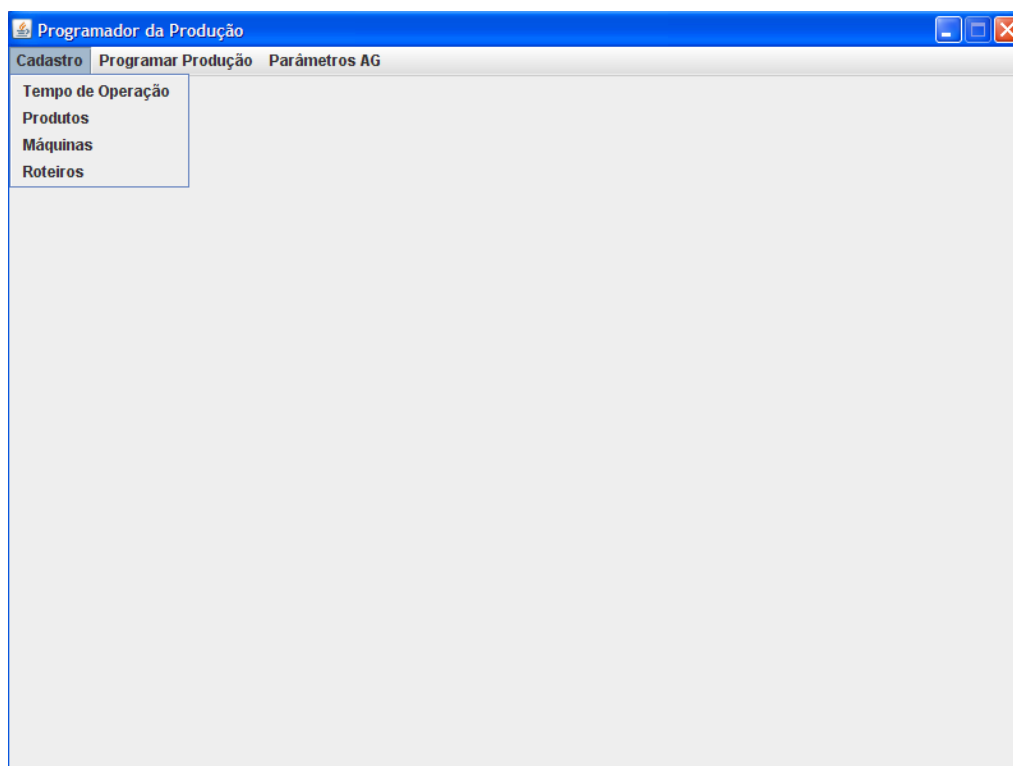 Programador da Produção
Cadastro Programar Produção Parâmetros AG
Tempo de Operação
Produtos
Máquinas
Roteiros